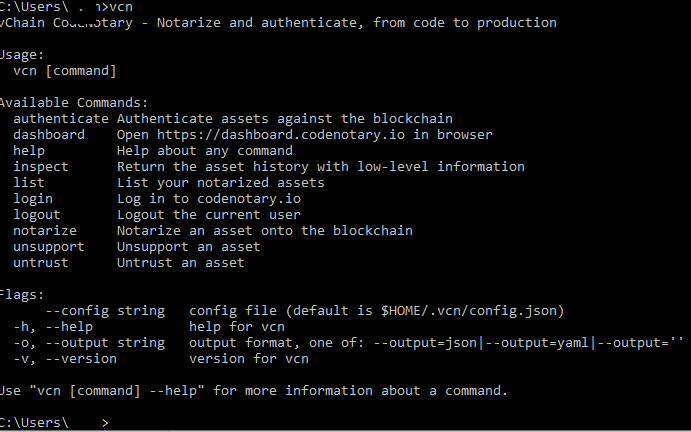 C:\Users\ >vcn
vChain CodeNotary - Notarize and authenticate, from code to production
Usage:
vcn [command]
Available Commands:
authenticate Authenticate assets against the blockchain
dashboard Open https://dashboard.codenotary.io in browser
help Help about any command
inspect Return the asset history with low-level information
list List your notarized assets
login Log in to codenotary.io
logout Logout the current user
notarize Notarize an asset onto the blockchain
unsupport Unsupport an asset
untrust Untrust an asset
Flags:
--config string config file (default is $HOME/.vcn/config.json)
-h, --help help for vcn
-o, --output string output format, one of: --output=json|--output=yaml|--output=''
-v, --version version for vcn
Use "vcn [command] --help" for more information about a command.
C:\Users\ >